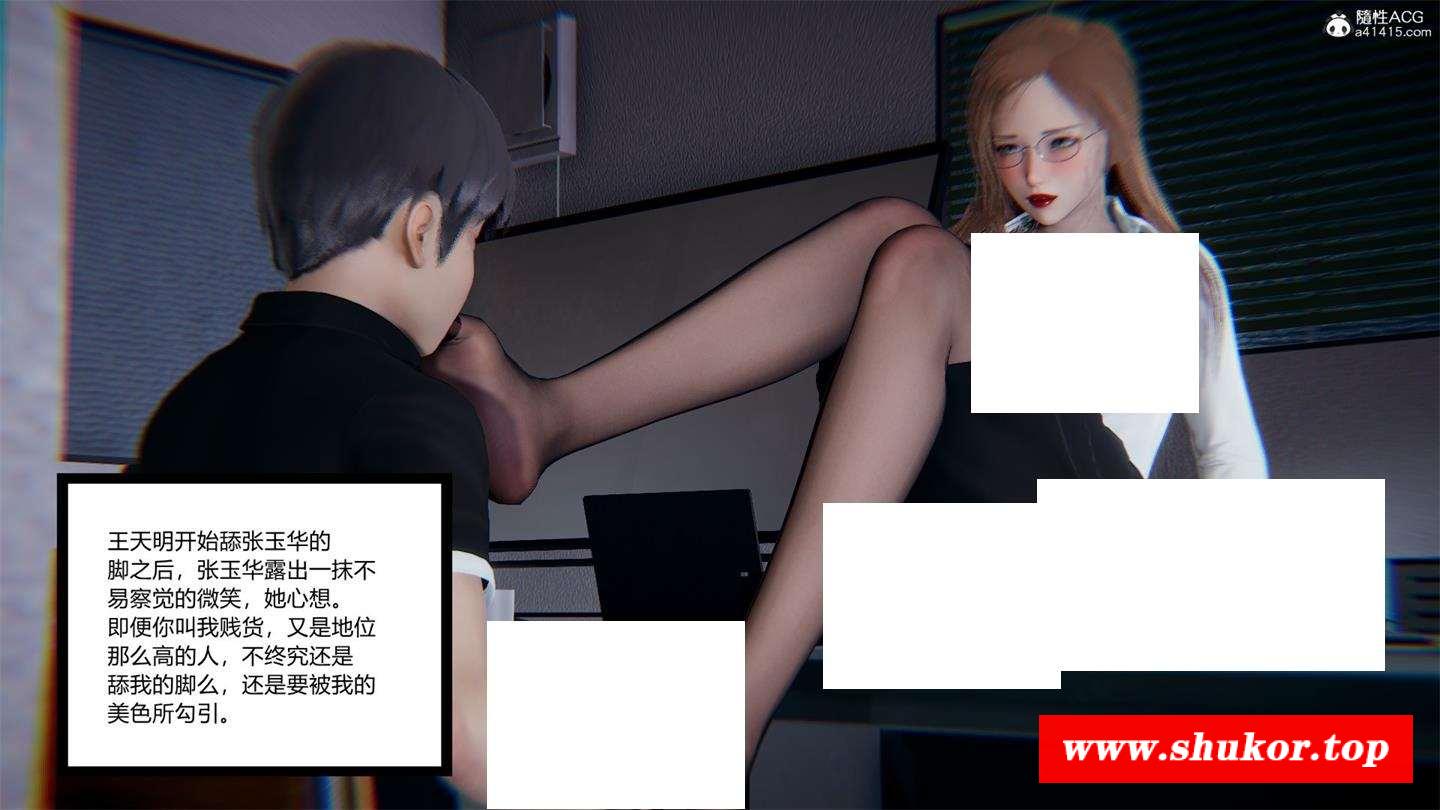 隨性ACG
a41415.com
王天明开始舔张玉华的
脚之后，张玉华露出一抹不
易察觉的微笑，她心想。
即便你叫我贱货，又是地位
那么高的人，不终究还是
舔我的脚么，还是要被我的
美色所勾引。
www.shukor.top